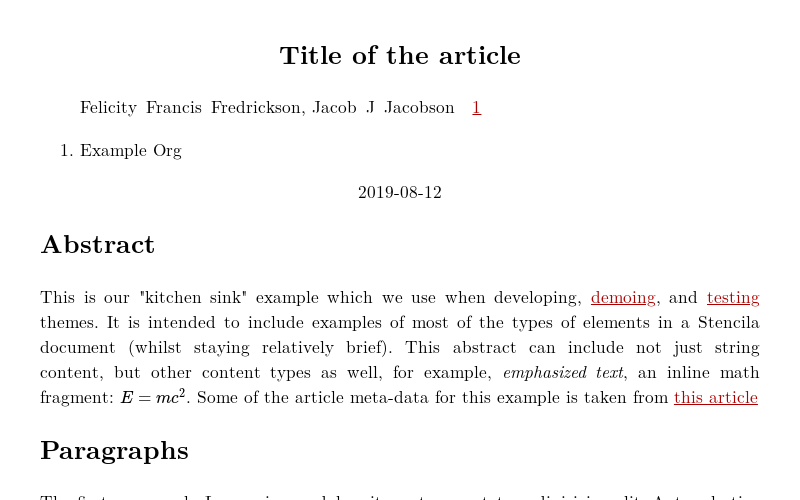 Title of the article
Felicity Francis Fredrickson, Jacob J Jacobson 1
1. Example Org
2019-08-12
Abstract
This is our "kitchen sink" example which we use when developing, demoing, and testing
themes. It is intended to include examples of most of the types of elements in a Stencila
document (whilst staying relatively brief). This abstract can include not just string
content, but other content types as well, for example, emphasized text, an inline math
fragment: E = mc². Some of the article meta-data for this example is taken from this article
Paragraphs